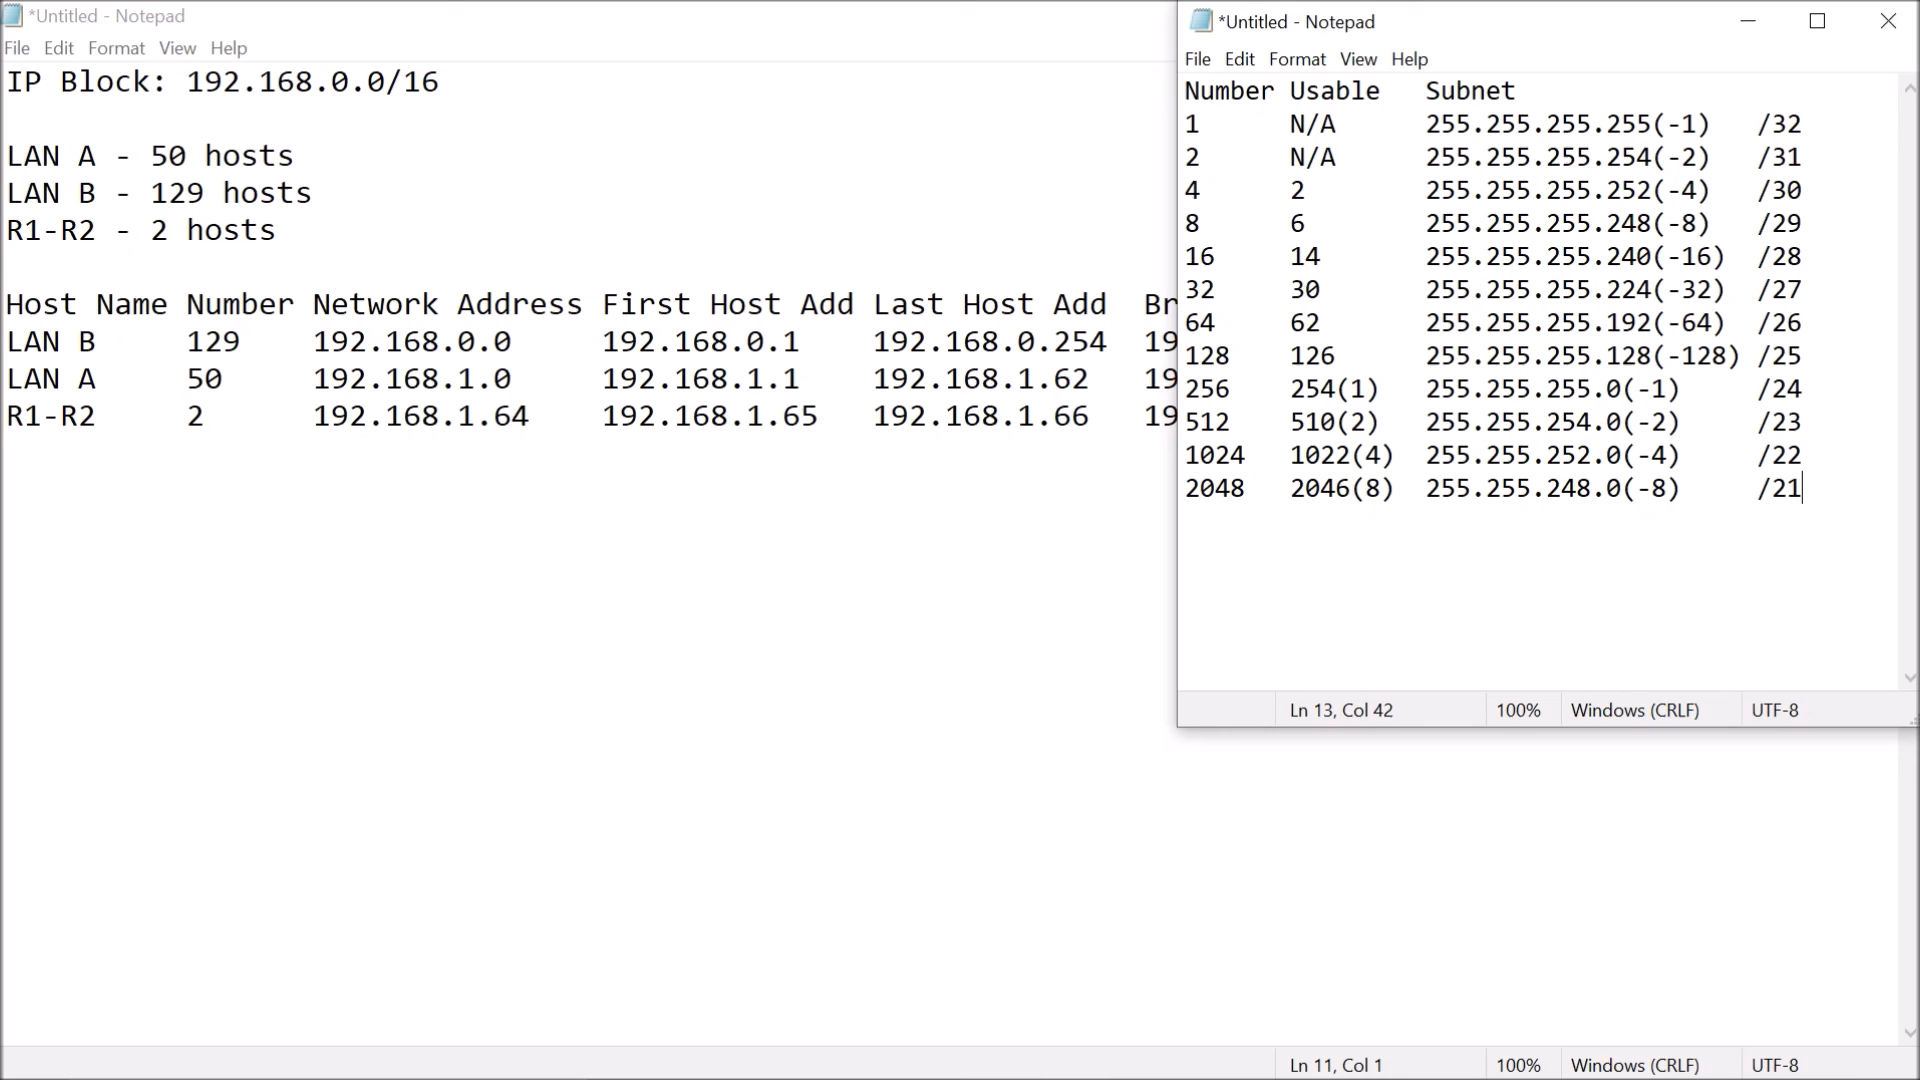 *Untitled - Notepad
File Edit Format View Help
IP Block: 192.168.0.0/16
LAN A - 50 hosts
LAN B - 129 hosts
R1-R2 - 2 hosts
Host Name Number Network Address First Host Add Last Host Add Br
LAN B 129 192.168.0.0 192.168.0.1 192.168.0.254 19
LAN A 50 192.168.1.0 192.168.1.1 192.168.1.62 19
R1-R2 2 192.168.1.64 192.168.1.65 192.168.1.66 19
Ln 11, Col 1 100% Windows (CRLF) UTF-8
*Untitled - Notepad
File Edit Format View Help
Number Usable Subnet
1 N/A 255.255.255.255(-1) /32
2 N/A 255.255.255.254(-2) /31
4 2 255.255.255.252(-4) /30
8 6 255.255.255.248(-8) /29
16 14 255.255.255.240(-16) /28
32 30 255.255.255.224(-32) /27
64 62 255.255.255.192(-64) /26
128 126 255.255.255.128(-128) /25
256 254(1) 255.255.255.0(-1) /24
512 510(2) 255.255.254.0(-2) /23
1024 1022(4) 255.255.252.0(-4) /22
2048 2046(8) 255.255.248.0(-8) /21
Ln 13, Col 42 100% Windows (CRLF) UTF-8